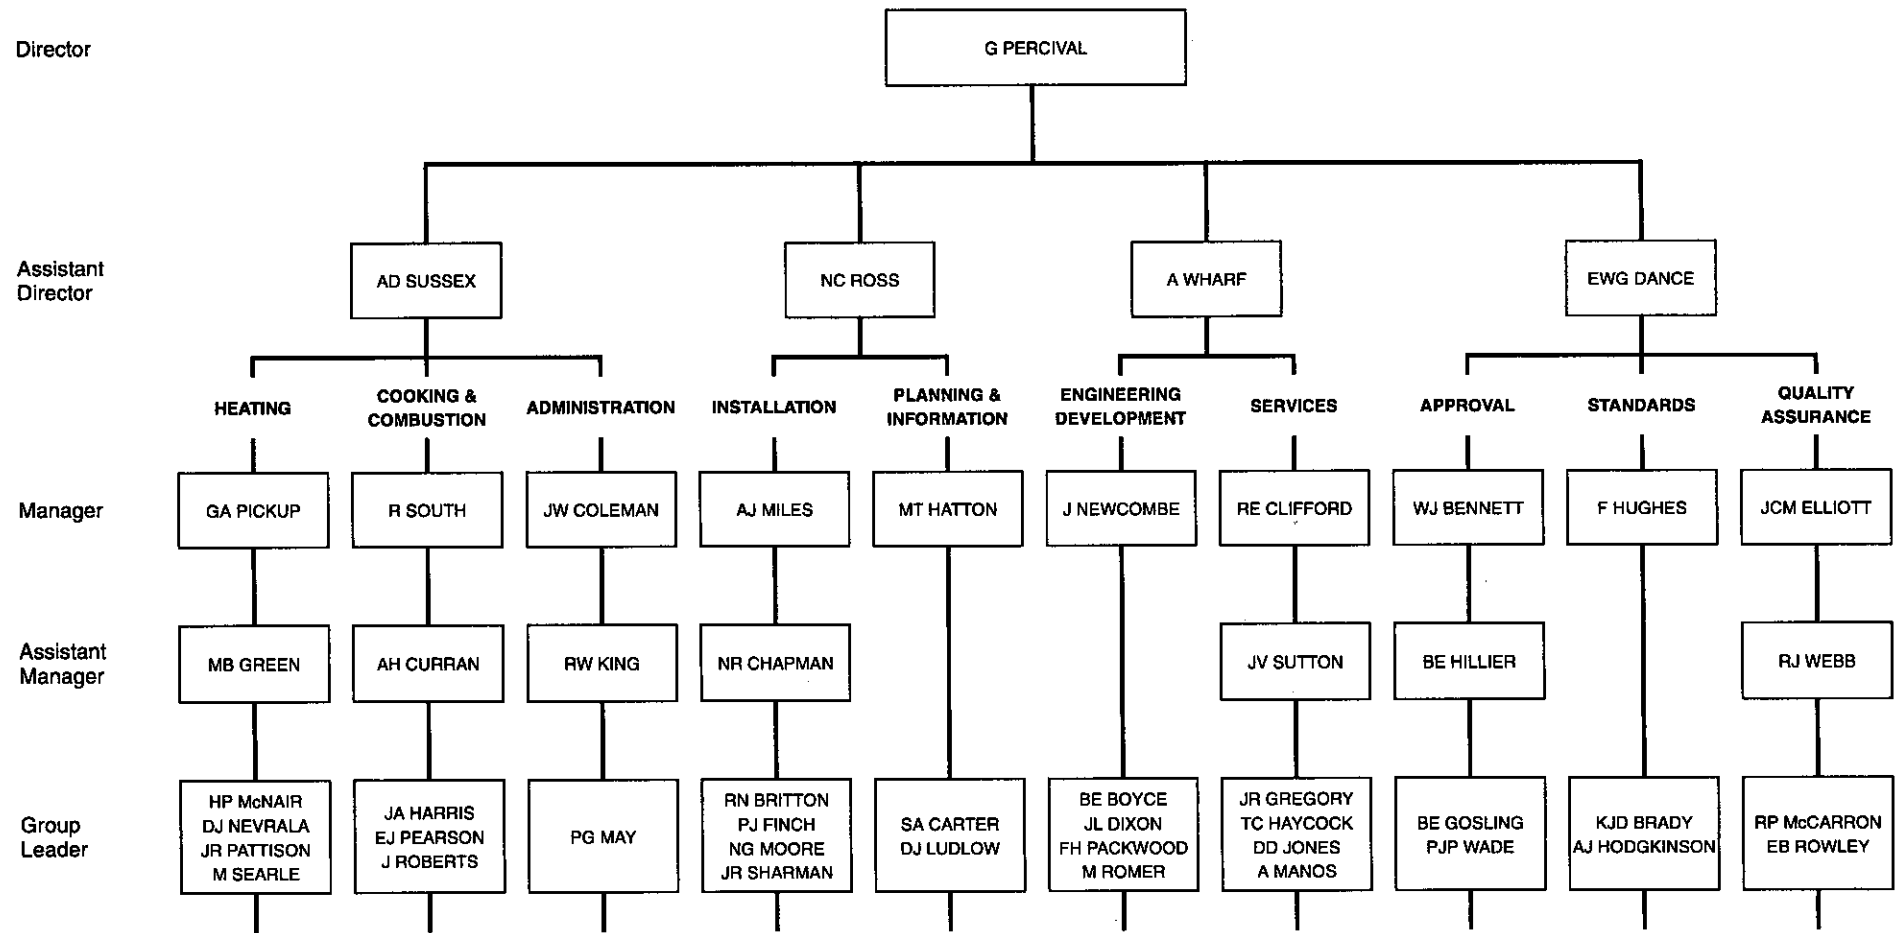 Director
G PERCIVAL
Assistant
Director
AD SUSSEX
NC ROSS
A WHARF
EWG DANCE
HEATING
COOKING &
COMBUSTION
ADMINISTRATION
INSTALLATION
PLANNING &
INFORMATION
ENGINEERING
DEVELOPMENT
SERVICES
APPROVAL
STANDARDS
QUALITY
ASSURANCE
Manager
GA PICKUP
R SOUTH
JW COLEMAN
AJ MILES
MT HATTON
J NEWCOMBE
RE CLIFFORD
WJ BENNETT
F HUGHES
JCM ELLIOTT
Assistant
Manager
MB GREEN
AH CURRAN
RW KING
NR CHAPMAN
JV SUTTON
BE HILLIER
RJ WEBB
Group
Leader
HP McNAIR
DJ NEVRALA
JR PATTISON
M SEARLE
JA HARRIS
EJ PEARSON
J ROBERTS
PG MAY
RN BRITTON
PJ FINCH
NG MOORE
JR SHARMAN
SA CARTER
DJ LUDLOW
BE BOYCE
JL DIXON
FH PACKWOOD
M ROMER
JR GREGORY
TC HAYCOCK
DD JONES
A MANOS
BE GOSLING
PJP WADE
KJD BRADY
AJ HODGKINSON
RP McCARRON
EB ROWLEY